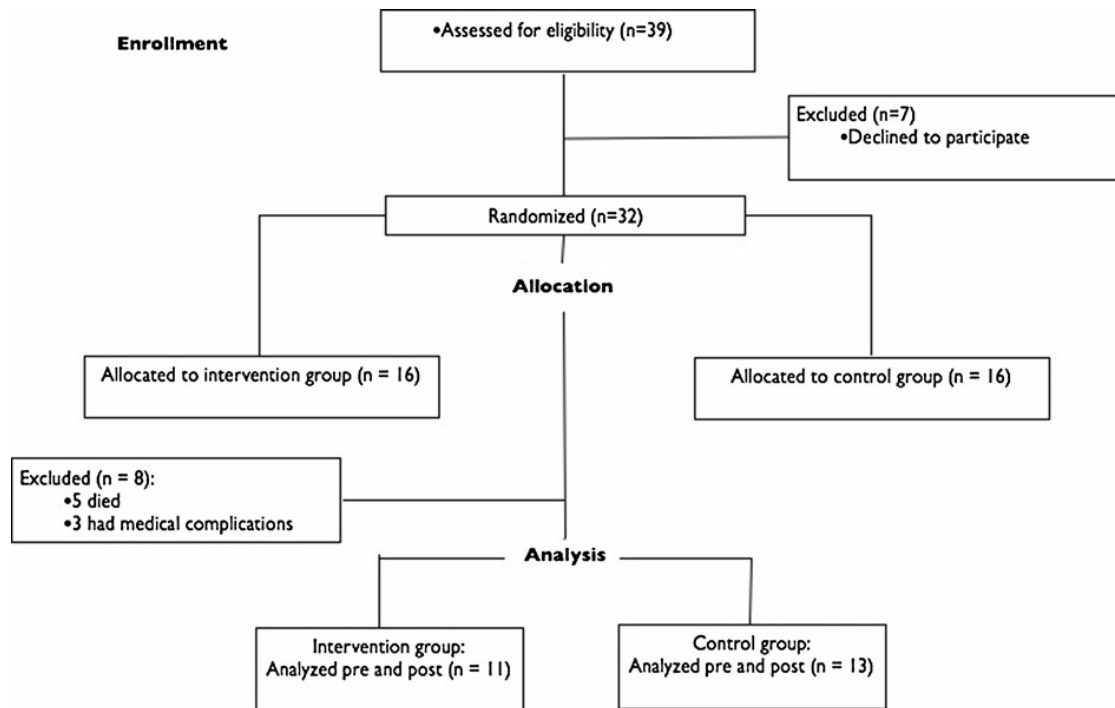 Enrollment
•Assessed for eligibility (n=39)
Excluded (n=7)
•Declined to participate
Randomized (n=32)
Allocation
Allocated to intervention group (n = 16)
Allocated to control group (n = 16)
Excluded (n = 8):
•5 died
•3 had medical complications
Analysis
Intervention group:
Analyzed pre and post (n = 11)
Control group:
Analyzed pre and post (n = 13)